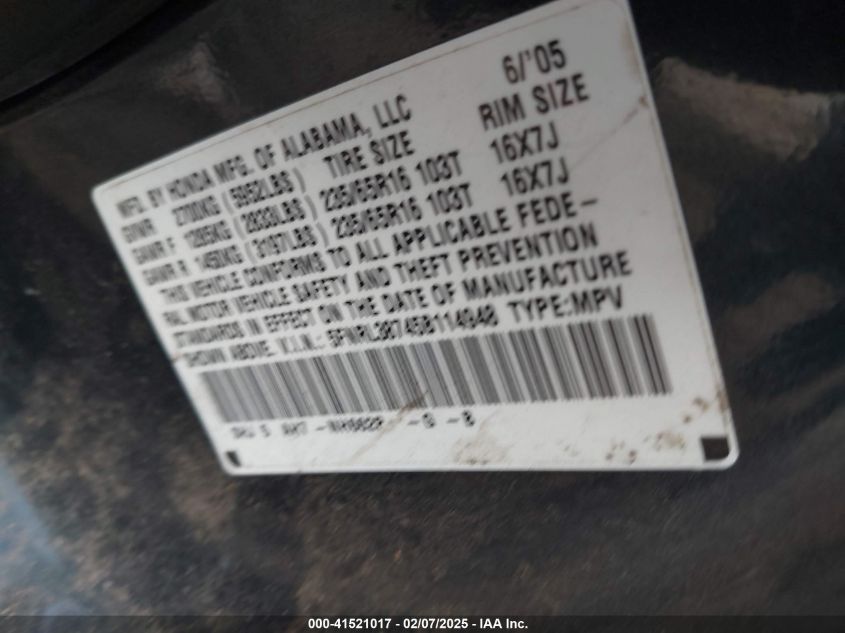 MFG. BY HONDA MFG. OF ALABAMA, LLC 6/'05
GVWR 2700KG (5952LBS) TIRE SIZE RIM SIZE
GAWR F 1285KG (2833LBS) 235/65R16 103T 16X7J
GAWR R 1450KG (3197LBS) 235/65R16 103T 16X7J
THIS VEHICLE CONFORMS TO ALL APPLICABLE FEDE-
RAL MOTOR VEHICLE SAFETY AND THEFT PREVENTION
STANDARDS IN EFFECT ON THE DATE OF MANUFACTURE
SHOWN ABOVE. V.I.N.: 5FNRL38745B114940 TYPE:MPV
000-41521017 - 02/07/2025 - IAA Inc.